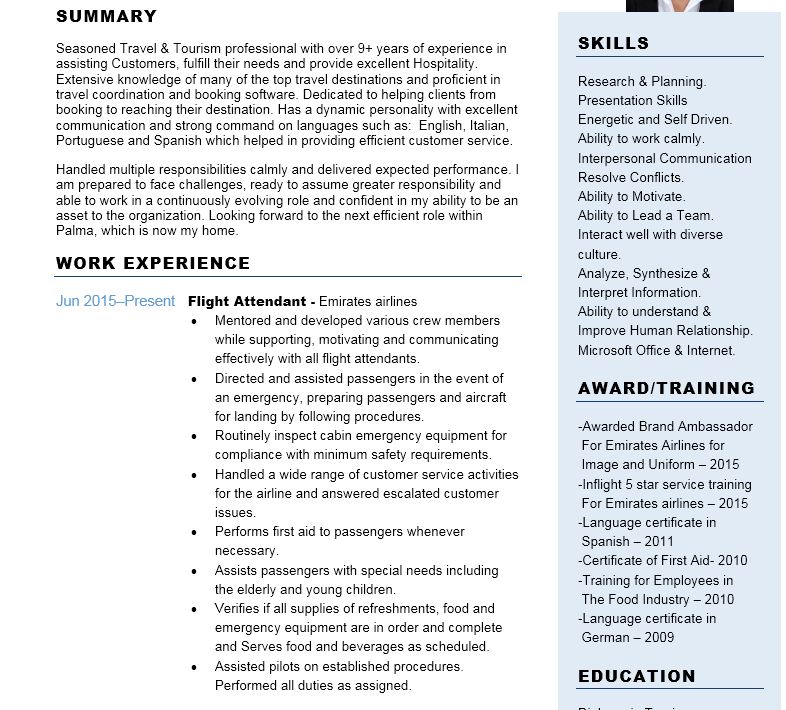 SUMMARY
Seasoned Travel & Tourism professional with over 9+ years of experience in
assisting Customers, fulfill their needs and provide excellent Hospitality.
Extensive knowledge of many of the top travel destinations and proficient in
travel coordination and booking software. Dedicated to helping clients from
booking to reaching their destination. Has a dynamic personality with excellent
communication and strong command on languages such as: English, Italian,
Portuguese and Spanish which helped in providing efficient customer service.
Handled multiple responsibilities calmly and delivered expected performance. I
am prepared to face challenges, ready to assume greater responsibility and
able to work in a continuously evolving role and confident in my ability to be an
asset to the organization. Looking forward to the next efficient role within
Palma, which is now my home.
WORK EXPERIENCE
Jun 2015–Present Flight Attendant - Emirates airlines
• Mentored and developed various crew members
while supporting, motivating and communicating
effectively with all flight attendants.
• Directed and assisted passengers in the event of
an emergency, preparing passengers and aircraft
for landing by following procedures.
• Routinely inspect cabin emergency equipment for
compliance with minimum safety requirements.
• Handled a wide range of customer service activities
for the airline and answered escalated customer
issues.
• Performs first aid to passengers whenever
necessary.
• Assists passengers with special needs including
the elderly and young children.
• Verifies if all supplies of refreshments, food and
emergency equipment are in order and complete
and Serves food and beverages as scheduled.
• Assisted pilots on established procedures.
Performed all duties as assigned.
SKILLS
Research & Planning.
Presentation Skills
Energetic and Self Driven.
Ability to work calmly.
Interpersonal Communication
Resolve Conflicts.
Ability to Motivate.
Ability to Lead a Team.
Interact well with diverse
culture.
Analyze, Synthesize &
Interpret Information.
Ability to understand &
Improve Human Relationship.
Microsoft Office & Internet.
AWARD/TRAINING
-Awarded Brand Ambassador
For Emirates Airlines for
Image and Uniform – 2015
-Inflight 5 star service training
For Emirates airlines – 2015
-Language certificate in
Spanish – 2011
-Certificate of First Aid- 2010
-Training for Employees in
The Food Industry – 2010
-Language certificate in
German – 2009
EDUCATION